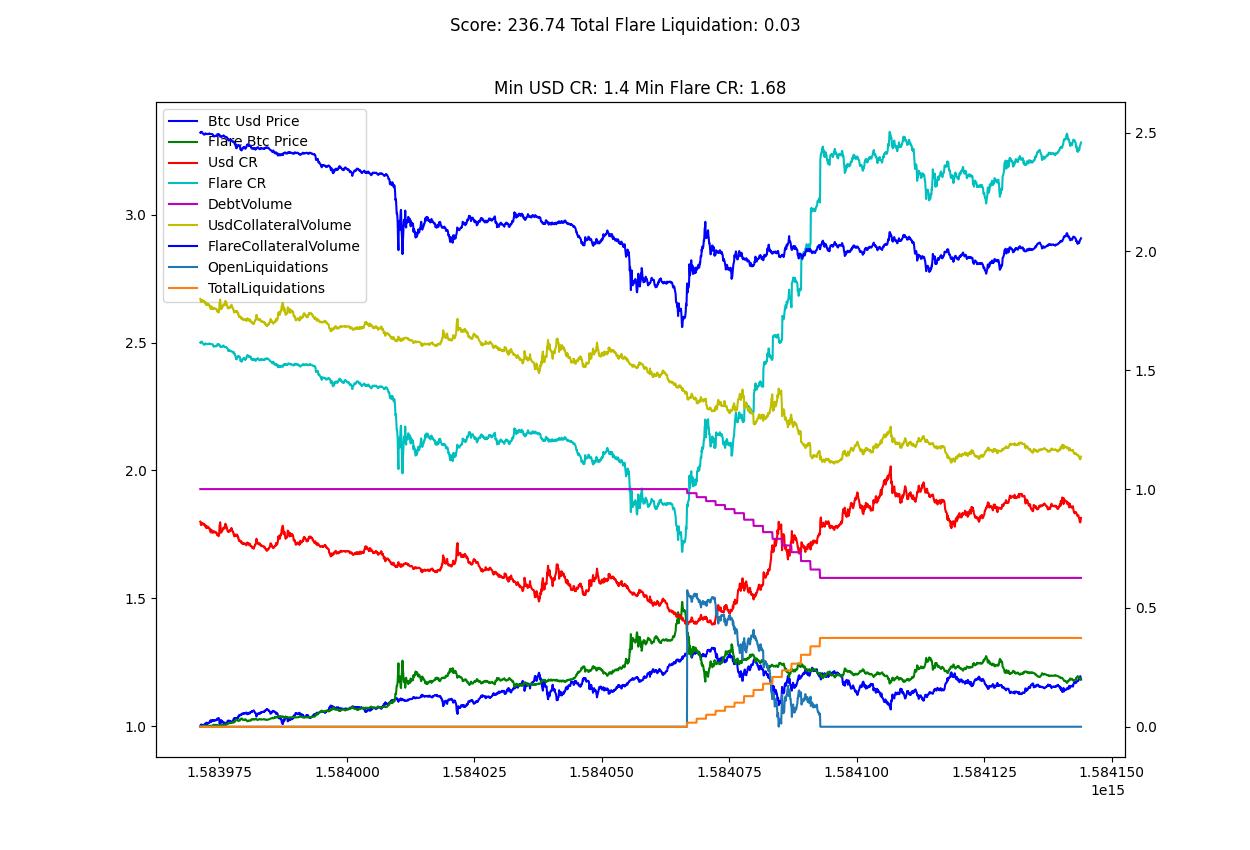 Score: 236.74 Total Flare Liquidation: 0.03
Min USD CR: 1.4 Min Flare CR: 1.68
Btc Usd Price
Flare Btc Price
Usd CR
Flare CR
DebtVolume
UsdCollateralVolume
FlareCollateralVolume
OpenLiquidations
TotalLiquidations
3.0
2.5
2.0
1.5
1.0
2.5
2.0
1.5
1.0
0.5
0.0
1.583975 1.584000 1.584025 1.584050 1.584075 1.584100 1.584125 1.584150
1e15